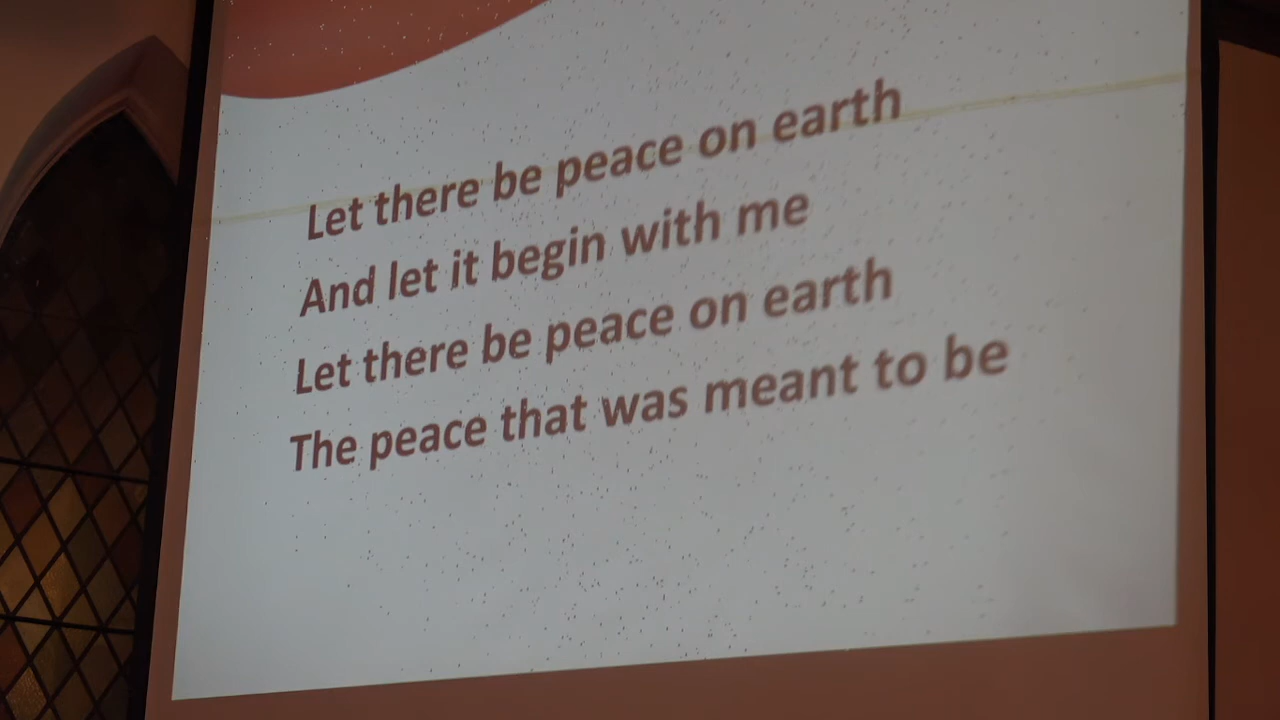 Let there be peace on earth
And let it begin with me
Let there be peace on earth
The peace that was meant to be